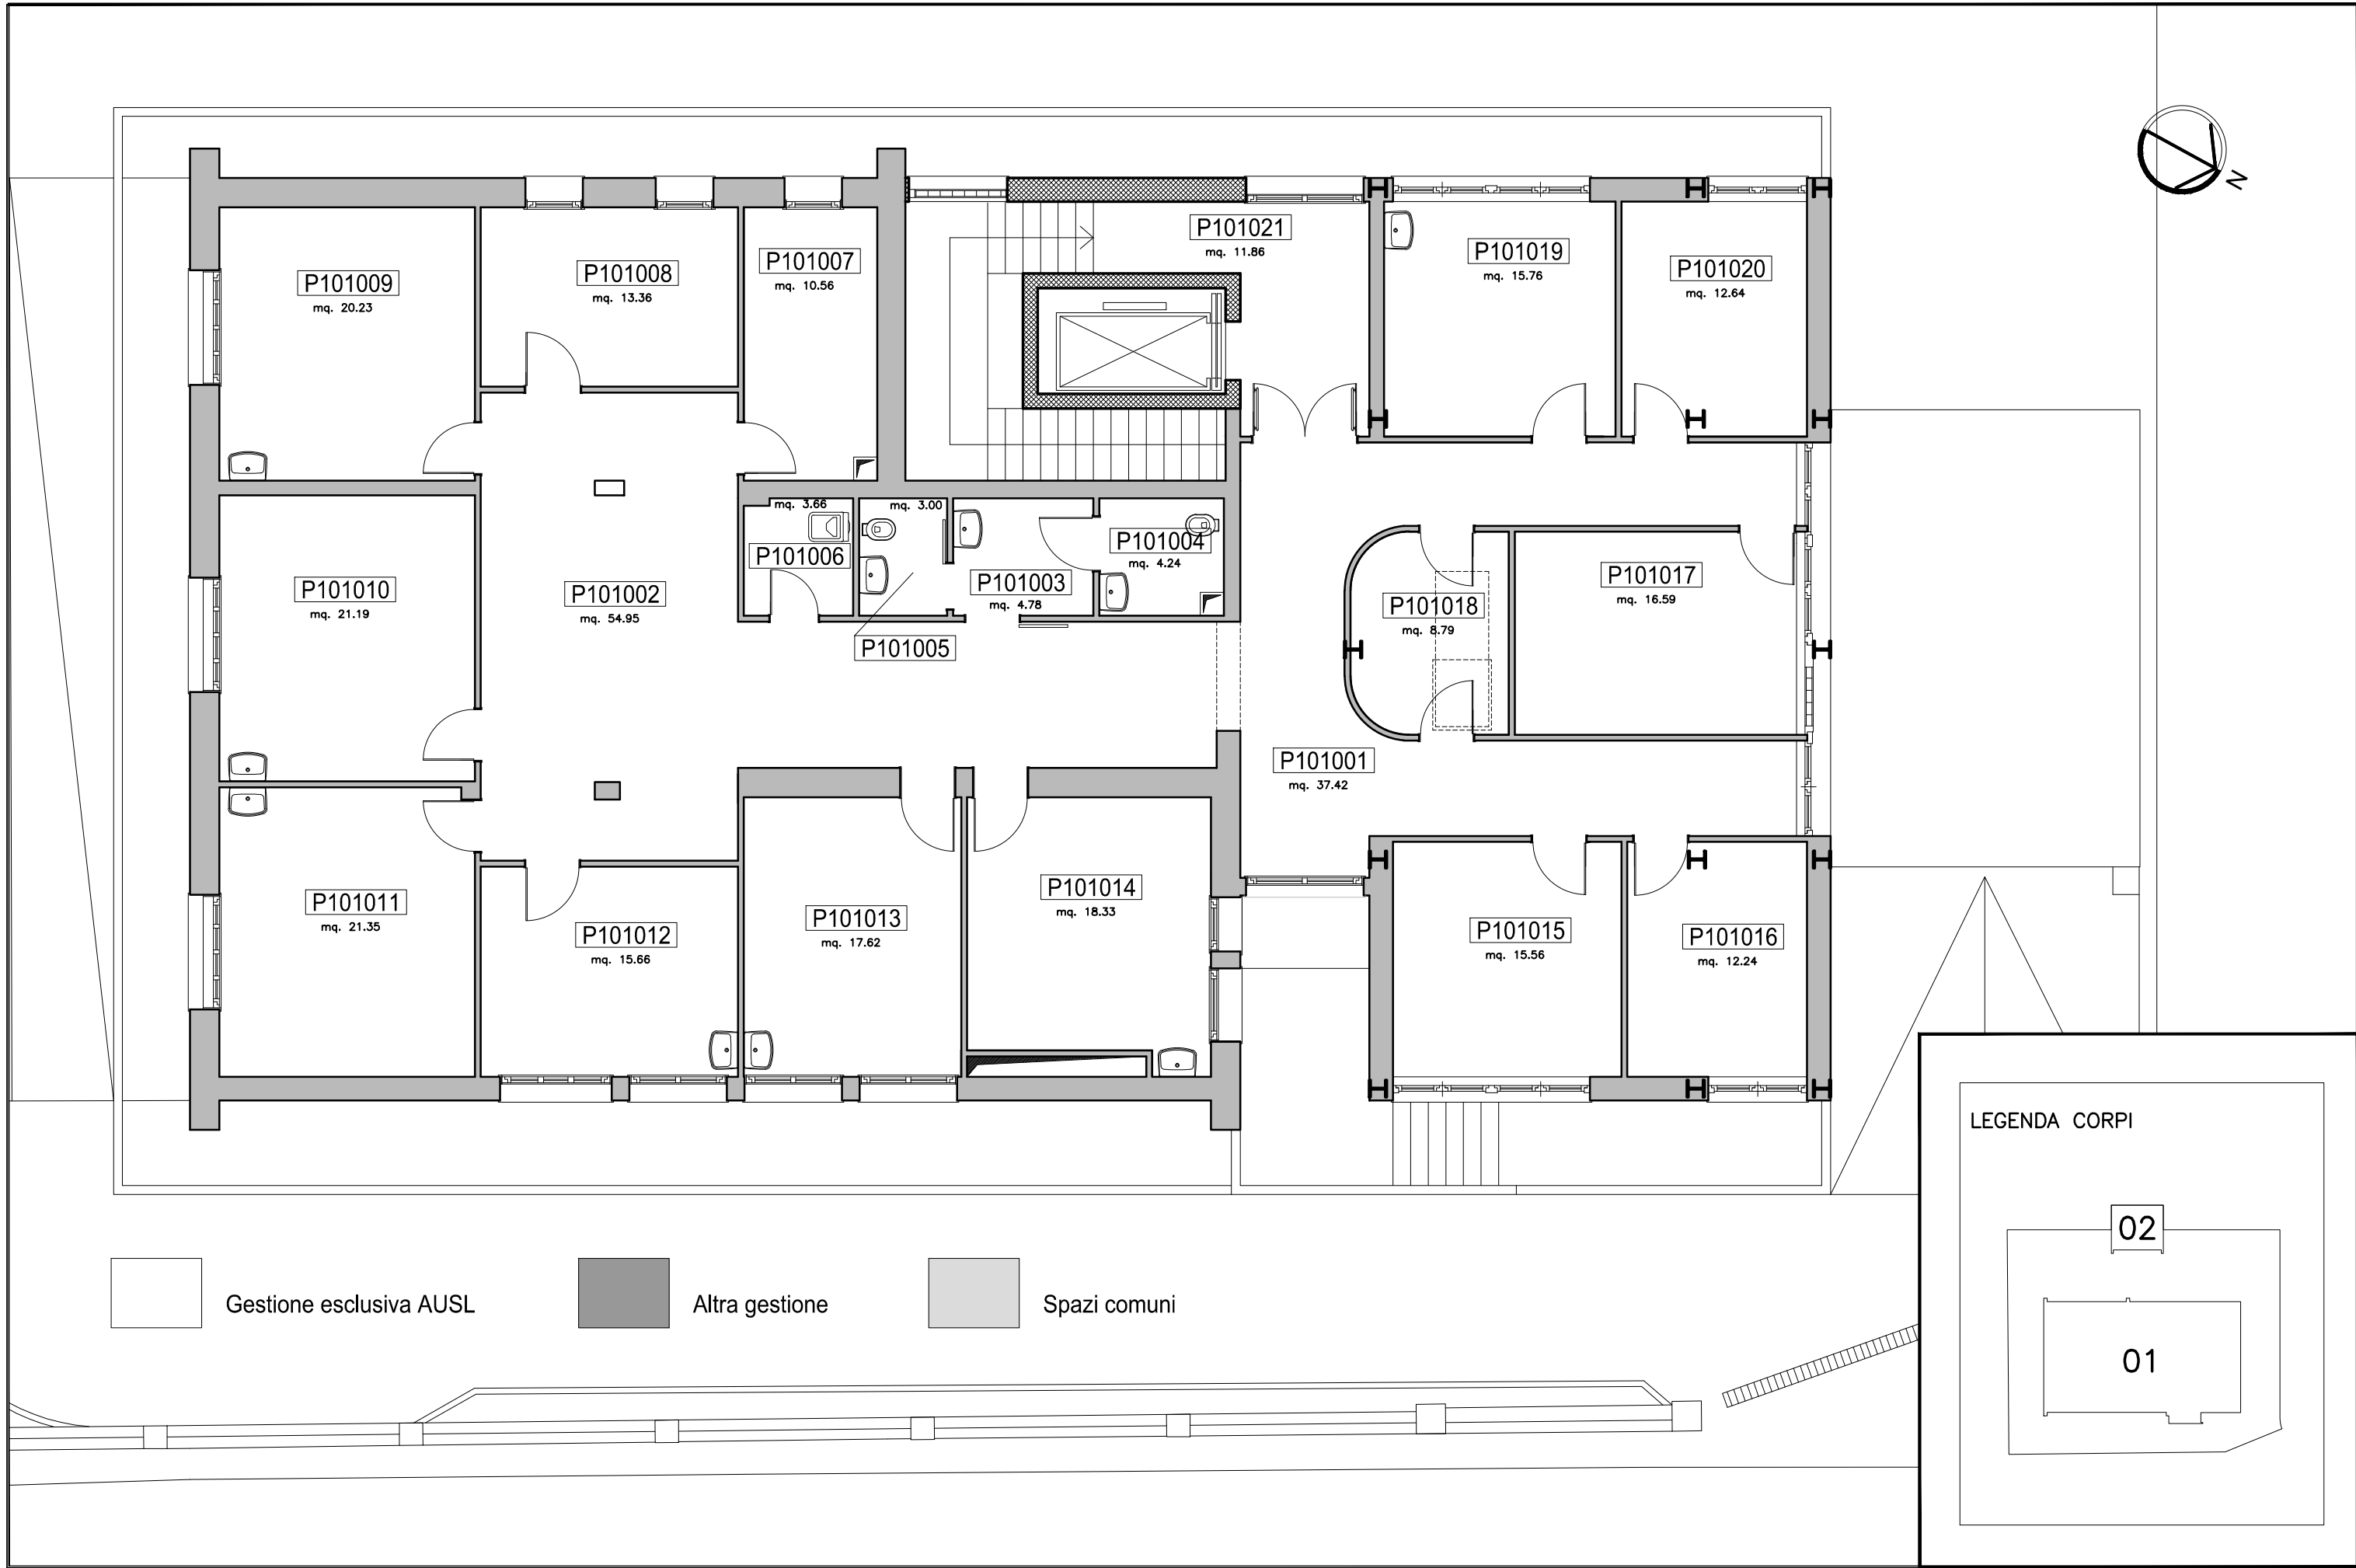 N
P101021
mq. 11.86
P101019
mq. 15.76
P101020
mq. 12.64
P101007
mq. 10.56
P101008
mq. 13.36
P101009
mq. 20.23
mq. 3.66
mq. 3.00
P101006
P101004
mq. 4.24
P101003
mq. 4.78
P101005
P101010
mq. 21.19
P101002
mq. 54.95
P101018
mq. 8.79
P101017
mq. 16.59
P101001
mq. 37.42
P101011
mq. 21.35
P101012
mq. 15.66
P101013
mq. 17.62
P101014
mq. 18.33
P101015
mq. 15.56
P101016
mq. 12.24
LEGENDA CORPI
02
01
Gestione esclusiva AUSL
Altra gestione
Spazi comuni